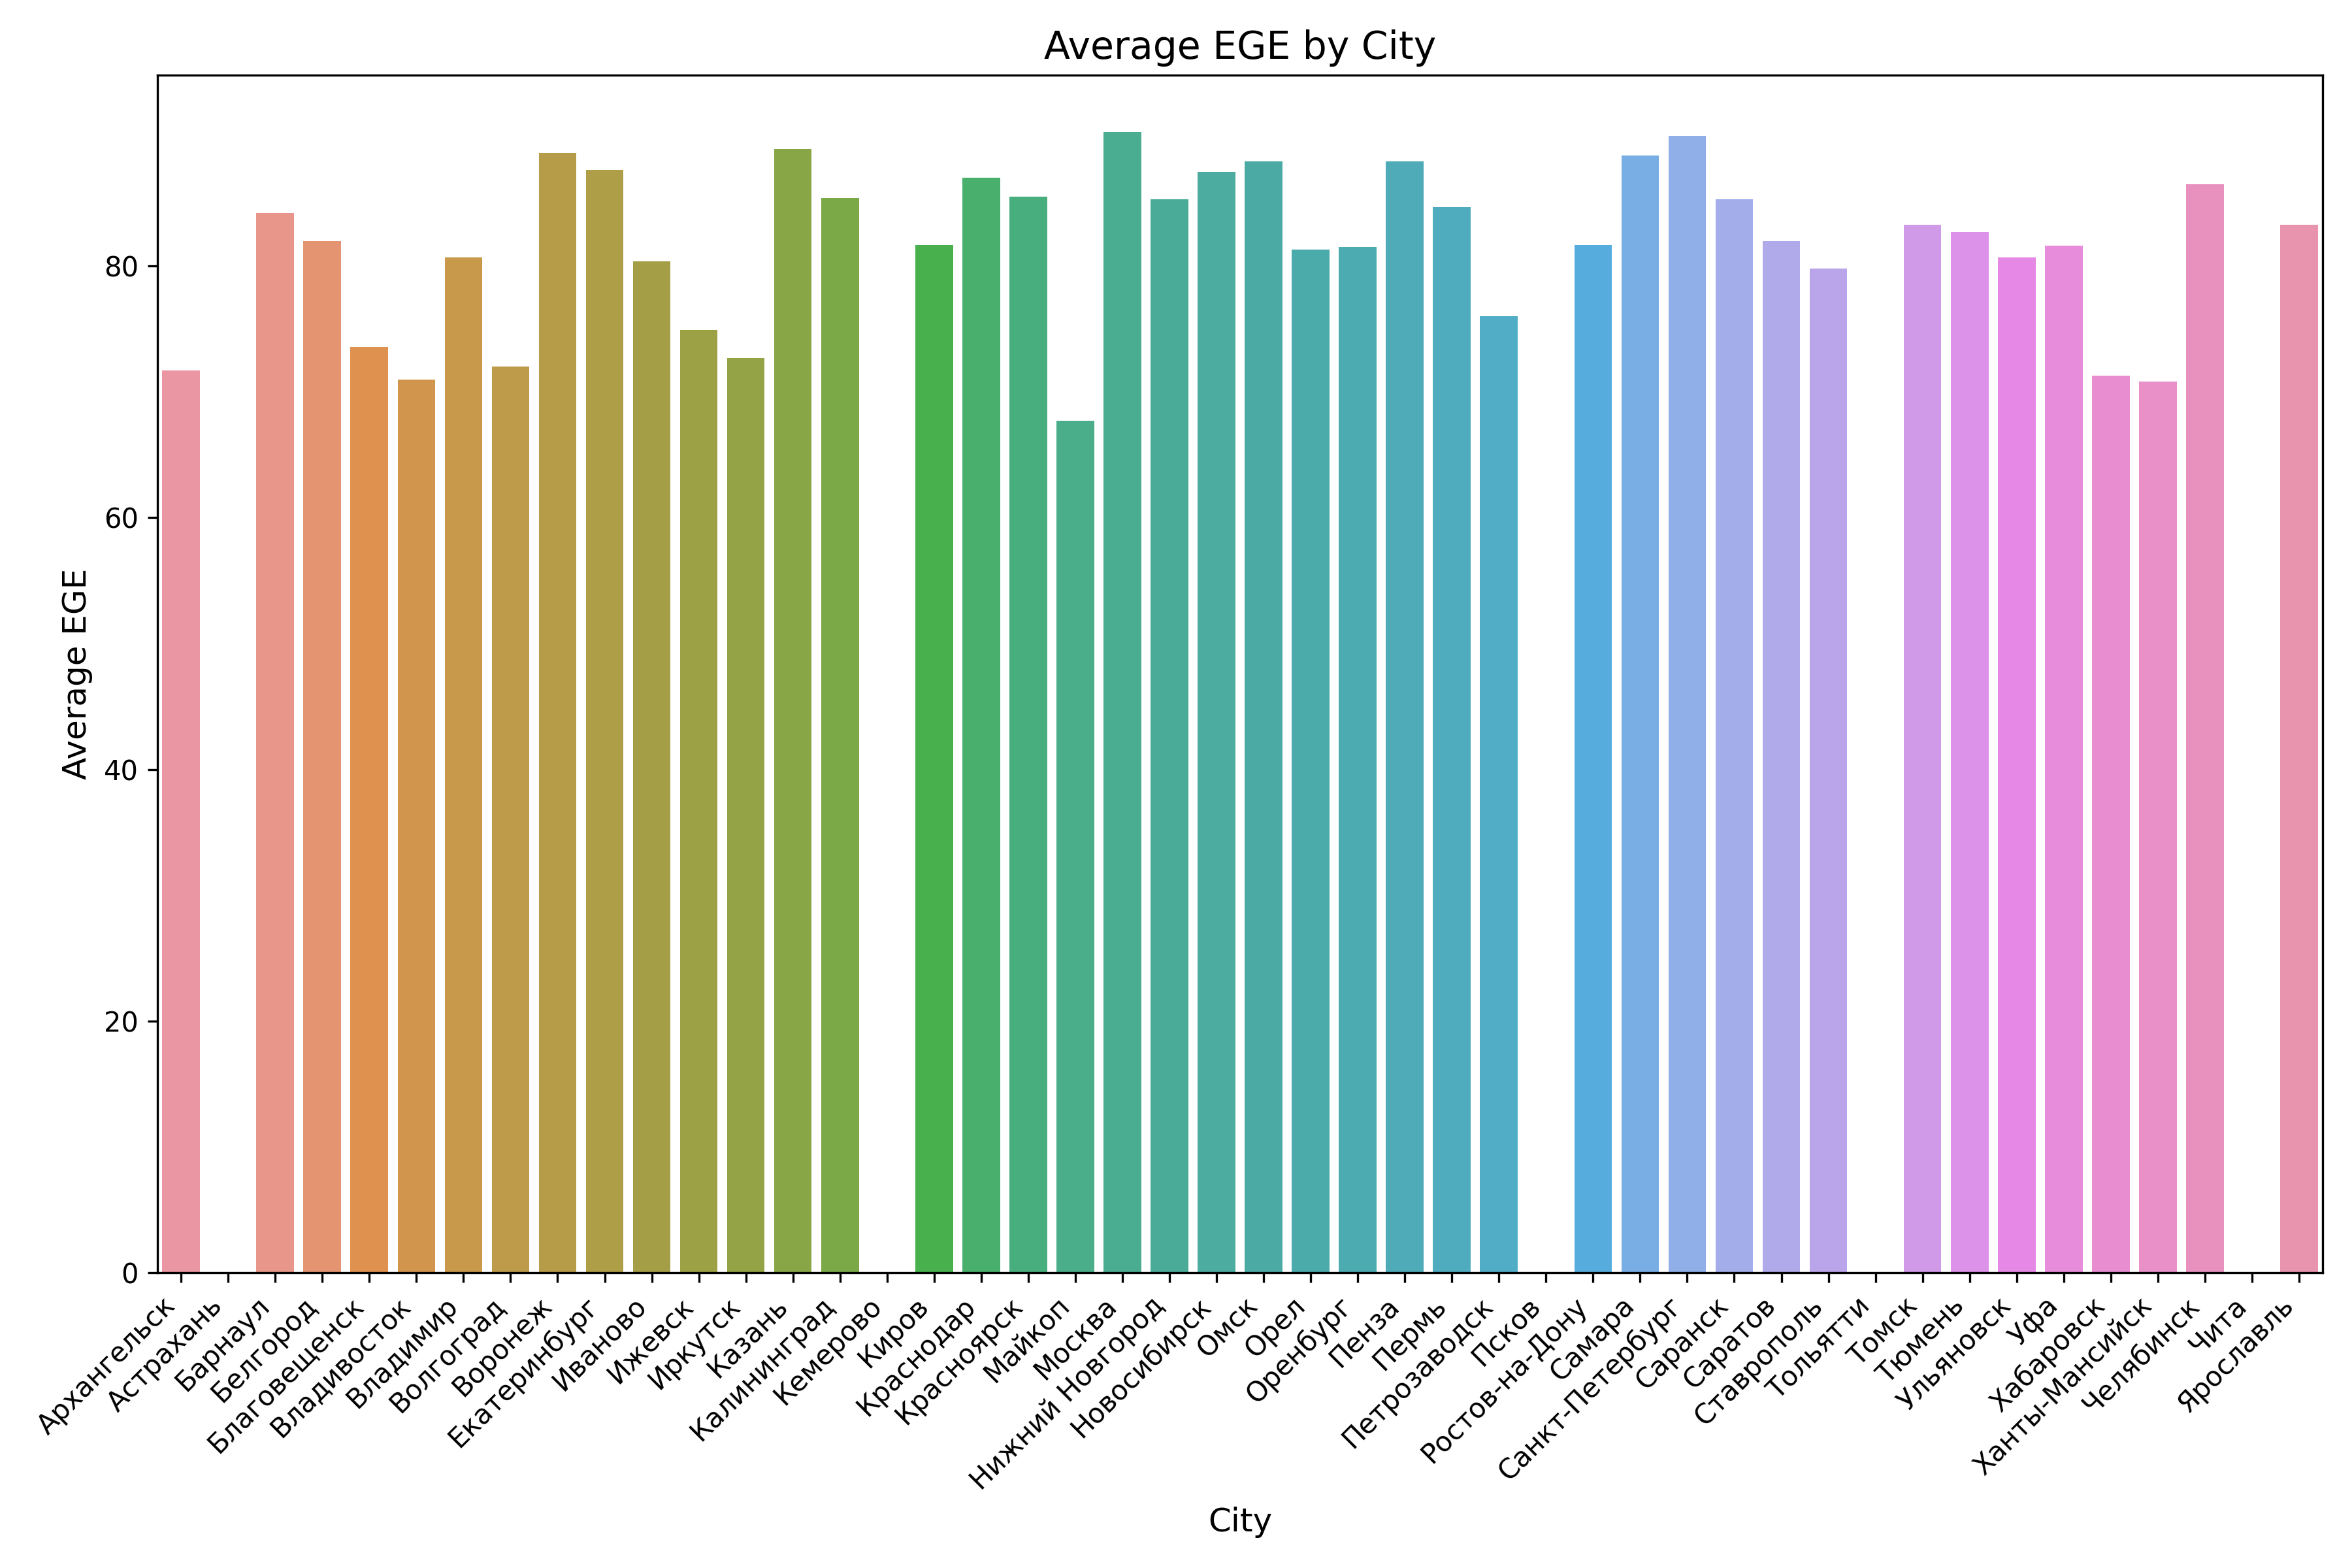 Average EGE by City
Average EGE
80
60
40
20
0
Архангельск
Астрахань
Барнаул
Белгород
Благовещенск
Владивосток
Владимир
Волгоград
Воронеж
Екатеринбург
Иваново
Ижевск
Иркутск
Казань
Калининград
Кемерово
Киров
Краснодар
Красноярск
Майкоп
Москва
Нижний Новгород
Новосибирск
Омск
Орел
Оренбург
Пенза
Пермь
Петрозаводск
Псков
Ростов-на-Дону
Самара
Санкт-Петербург
Саранск
Саратов
Ставрополь
Тольятти
Томск
Тюмень
Ульяновск
Уфа
Хабаровск
Ханты-Мансийск
Челябинск
Чита
Ярославль
City